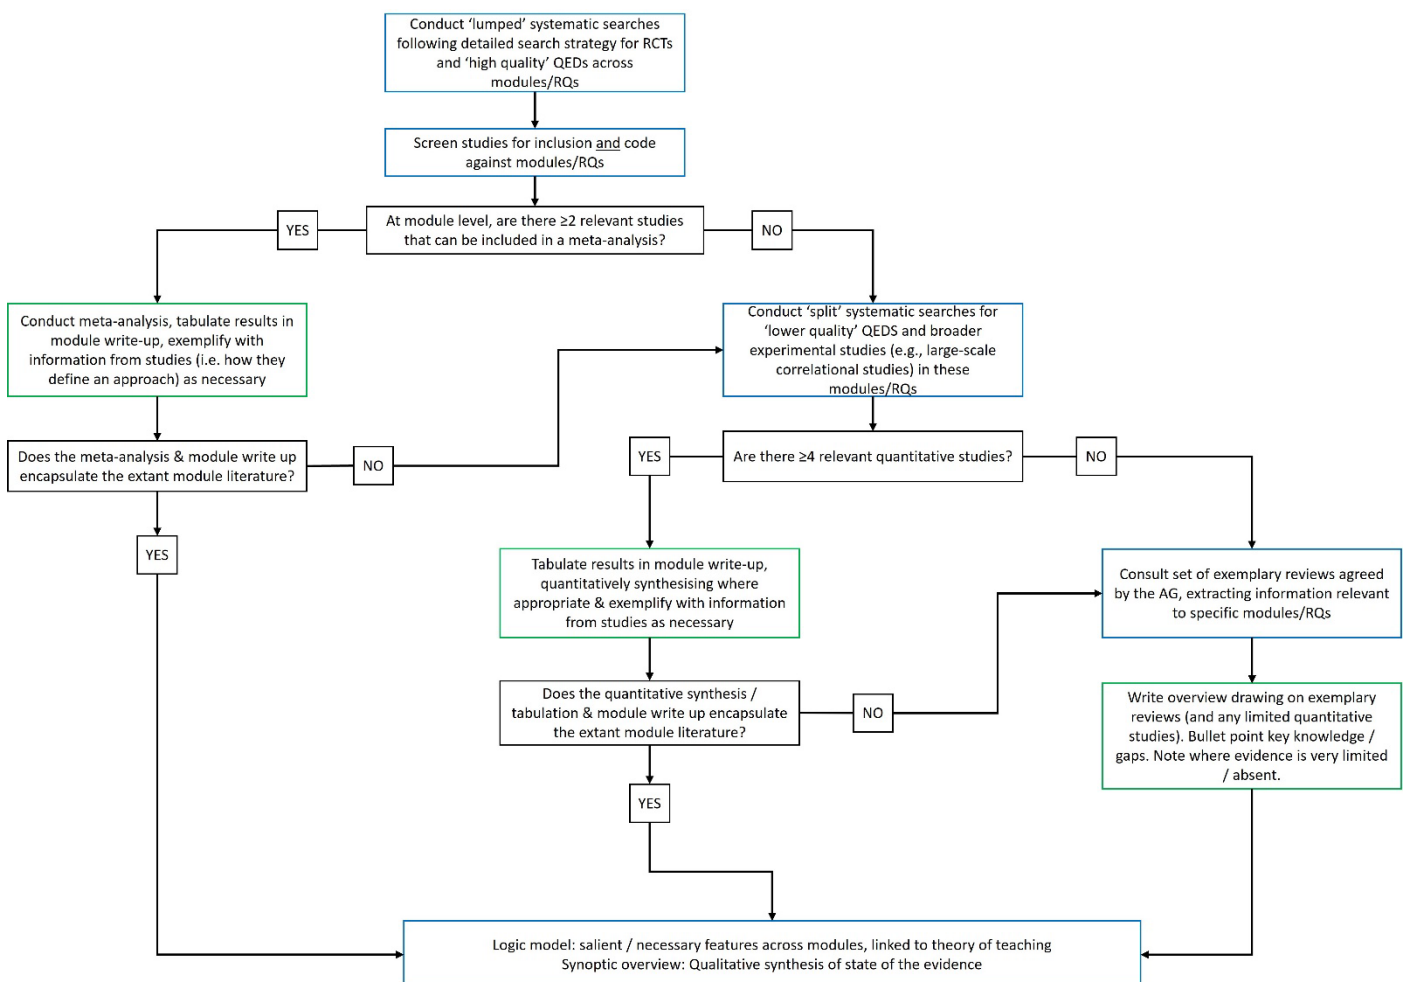 Conduct ‘lumped’ systematic searches
following detailed search strategy for RCTs
and ‘high quality’ QEDs across
modules/RQs
Screen studies for inclusion and code
against modules/RQs
At module level, are there ≥2 relevant studies
that can be included in a meta-analysis?
YES
NO
Conduct meta-analysis, tabulate results in
module write-up, exemplify with
information from studies (i.e. how they
define an approach) as necessary
Conduct ‘split’ systematic searches for
‘lower quality’ QEDS and broader
experimental studies (e.g., large-scale
correlational studies) in these
modules/RQs
Does the meta-analysis & module write up
encapsulate the extant module literature?
NO
YES
Are there ≥4 relevant quantitative studies?
YES
NO
Tabulate results in module write-up,
quantitatively synthesising where
appropriate & exemplify with information
from studies as necessary
Consult set of exemplary reviews agreed
by the AG, extracting information relevant
to specific modules/RQs
Does the quantitative synthesis /
tabulation & module write up encapsulate
the extant module literature?
NO
YES
Write overview drawing on exemplary
reviews (and any limited quantitative
studies). Bullet point key knowledge /
gaps. Note where evidence is very limited
/ absent.
Logic model: salient / necessary features across modules, linked to theory of teaching
Synoptic overview: Qualitative synthesis of state of the evidence